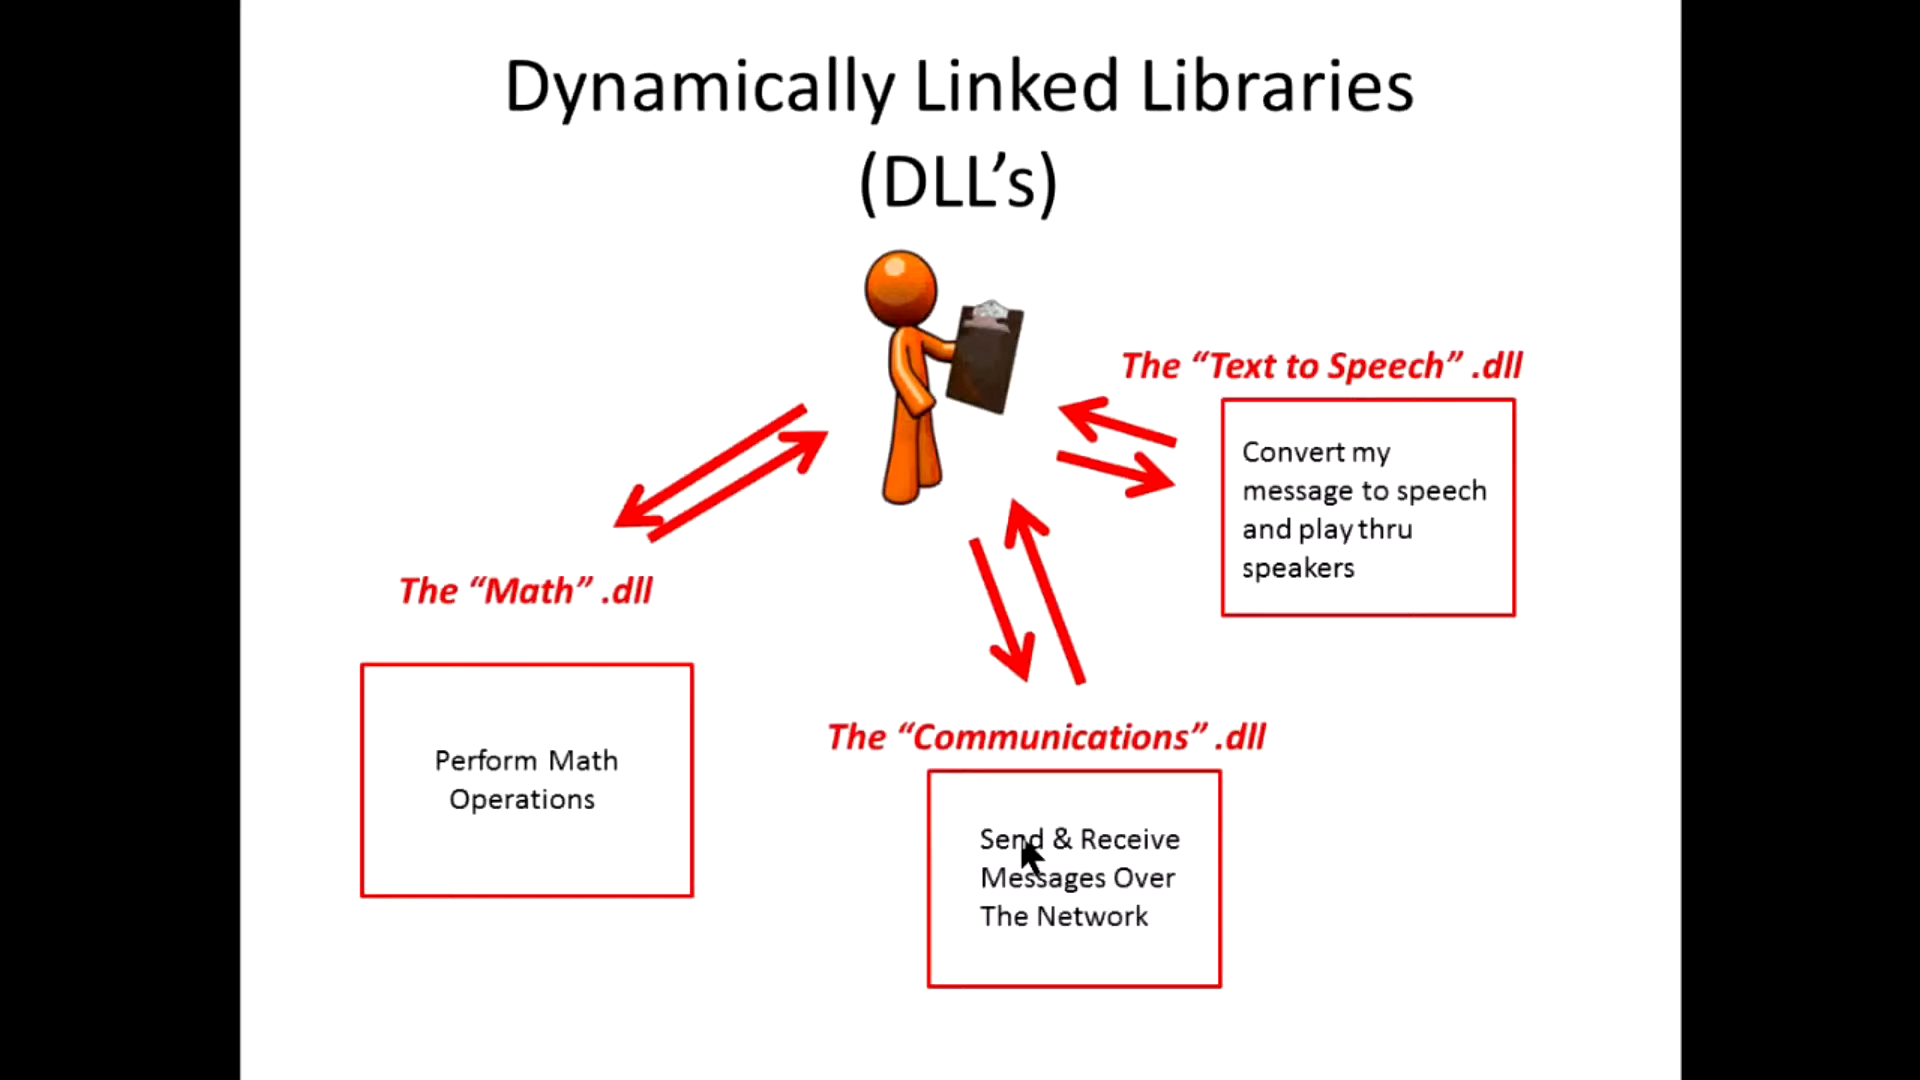 Dynamically Linked Libraries
(DLL’s)
The “Text to Speech” .dll
Convert my
message to speech
and play thru
speakers
The “Math” .dll
Perform Math
Operations
The “Communications” .dll
Send & Receive
Messages Over
The Network